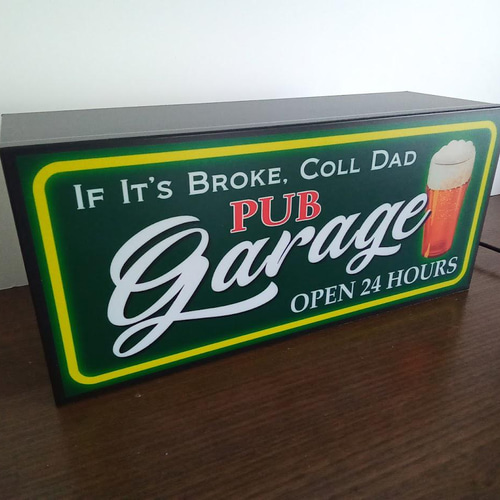 IF IT'S BROKE, COLL DAD
PUB
Garage
OPEN 24 HOURS